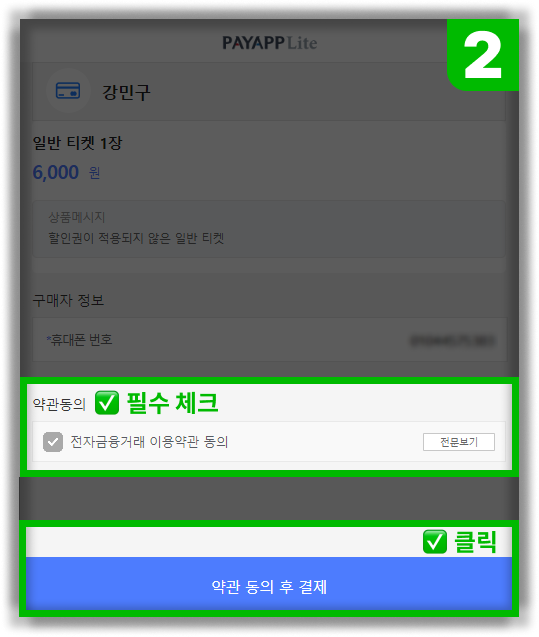 PAYAPP Lite
2
강민구
일반 티켓 1장
6,000 원
상품메시지
할인권이 적용되지 않은 일반 티켓
구매자 정보
*휴대폰 번호
약관동의 ✅ 필수 체크
전자금융거래 이용약관 동의 전문보기
✅ 클릭
약관 동의 후 결제